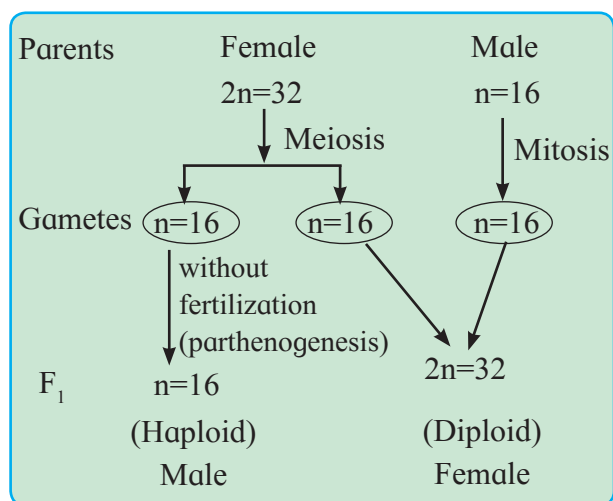 Parents Female Male
2n=32 n=16
Meiosis Mitosis
Gametes n=16 n=16 n=16
without
fertilization
(parthenogenesis)
F1 n=16 2n=32
(Haploid) (Diploid)
Male Female